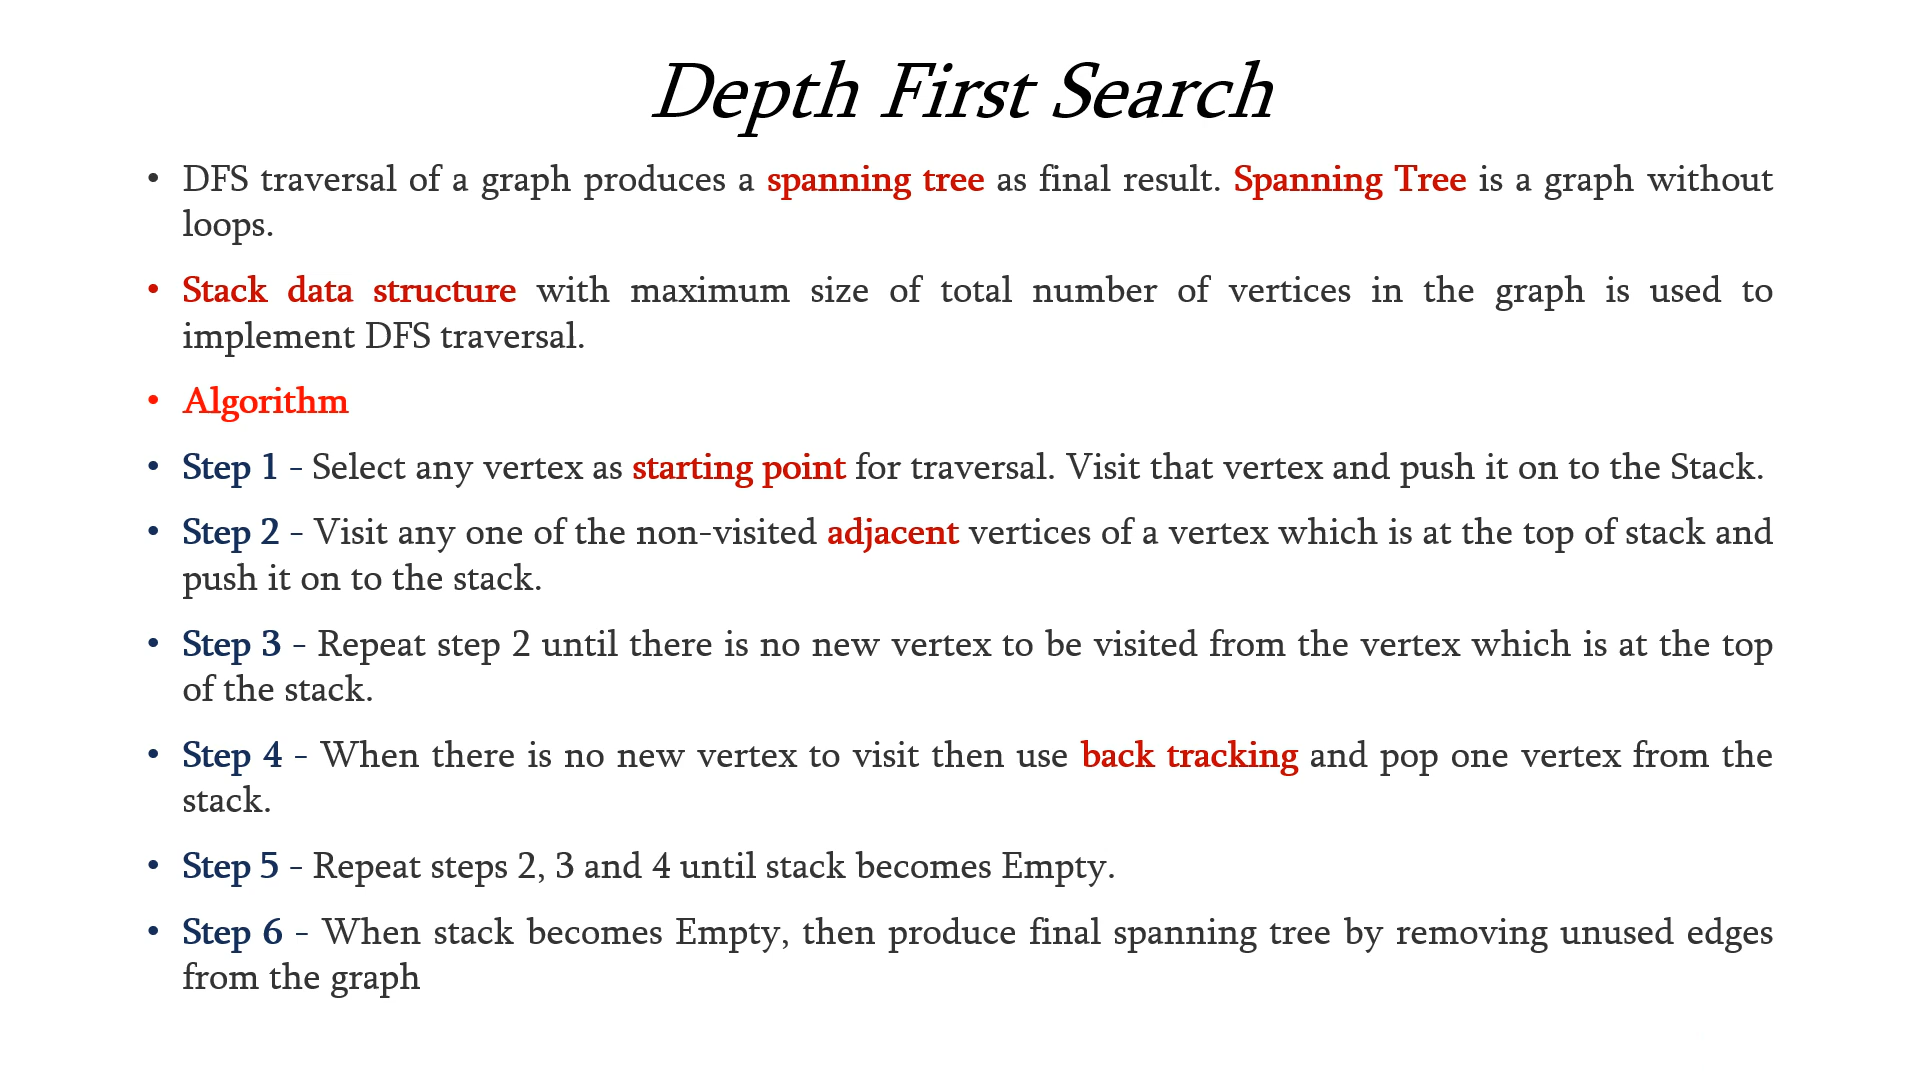 Depth First Search
• DFS traversal of a graph produces a spanning tree as final result. Spanning Tree is a graph without
loops.
• Stack data structure with maximum size of total number of vertices in the graph is used to
implement DFS traversal.
• Algorithm
• Step 1 - Select any vertex as starting point for traversal. Visit that vertex and push it on to the Stack.
• Step 2 - Visit any one of the non-visited adjacent vertices of a vertex which is at the top of stack and
push it on to the stack.
• Step 3 - Repeat step 2 until there is no new vertex to be visited from the vertex which is at the top
of the stack.
• Step 4 - When there is no new vertex to visit then use back tracking and pop one vertex from the
stack.
• Step 5 - Repeat steps 2, 3 and 4 until stack becomes Empty.
• Step 6 - When stack becomes Empty, then produce final spanning tree by removing unused edges
from the graph